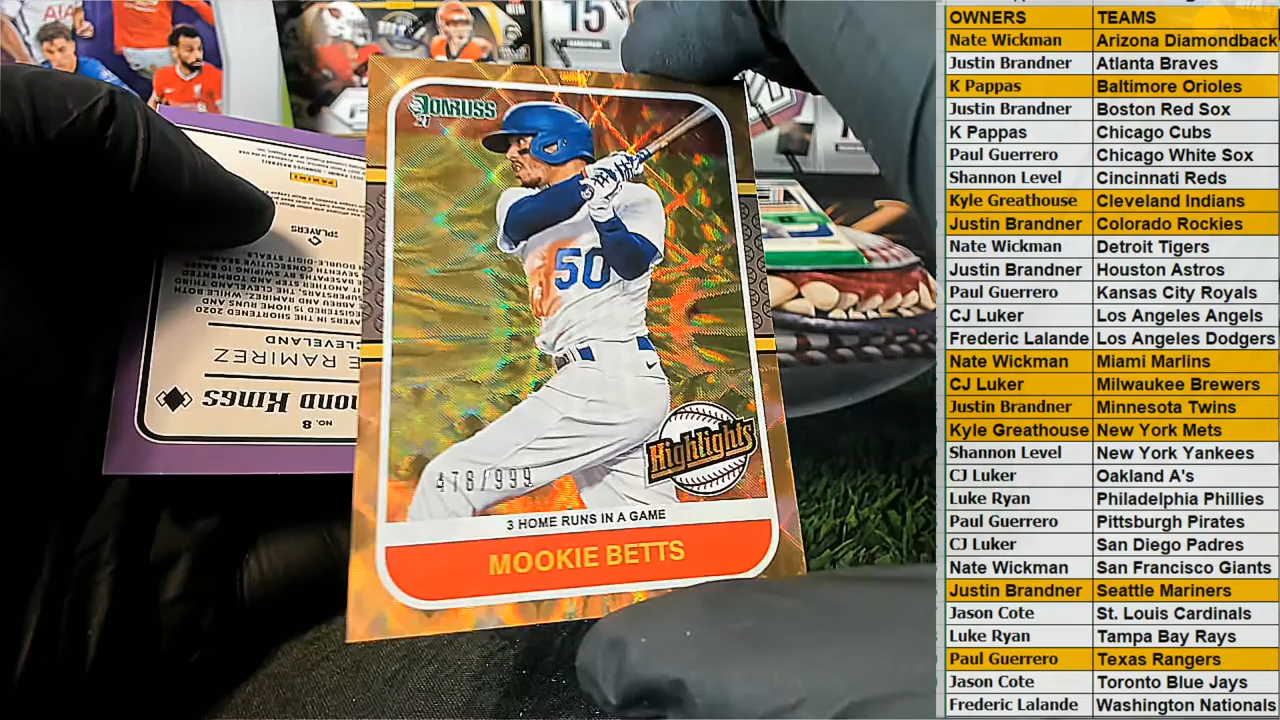 15
DONRUSS
'21
50
Highlights
478/999
3 HOME RUNS IN A GAME
MOOKIE BETTS
NO. 8
RAMIREZ
CLEVELAND
PANINI
OWNERS TEAMS
Nate Wickman Arizona Diamondback
Justin Brandner Atlanta Braves
K Pappas Baltimore Orioles
Justin Brandner Boston Red Sox
K Pappas Chicago Cubs
Paul Guerrero Chicago White Sox
Shannon Level Cincinnati Reds
Kyle Greathouse Cleveland Indians
Justin Brandner Colorado Rockies
Nate Wickman Detroit Tigers
Justin Brandner Houston Astros
Paul Guerrero Kansas City Royals
CJ Luker Los Angeles Angels
Frederic Lalande Los Angeles Dodgers
Nate Wickman Miami Marlins
CJ Luker Milwaukee Brewers
Justin Brandner Minnesota Twins
Kyle Greathouse New York Mets
Shannon Level New York Yankees
CJ Luker Oakland A's
Luke Ryan Philadelphia Phillies
Paul Guerrero Pittsburgh Pirates
CJ Luker San Diego Padres
Nate Wickman San Francisco Giants
Justin Brandner Seattle Mariners
Jason Cote St. Louis Cardinals
Luke Ryan Tampa Bay Rays
Paul Guerrero Texas Rangers
Jason Cote Toronto Blue Jays
Frederic Lalande Washington Nationals